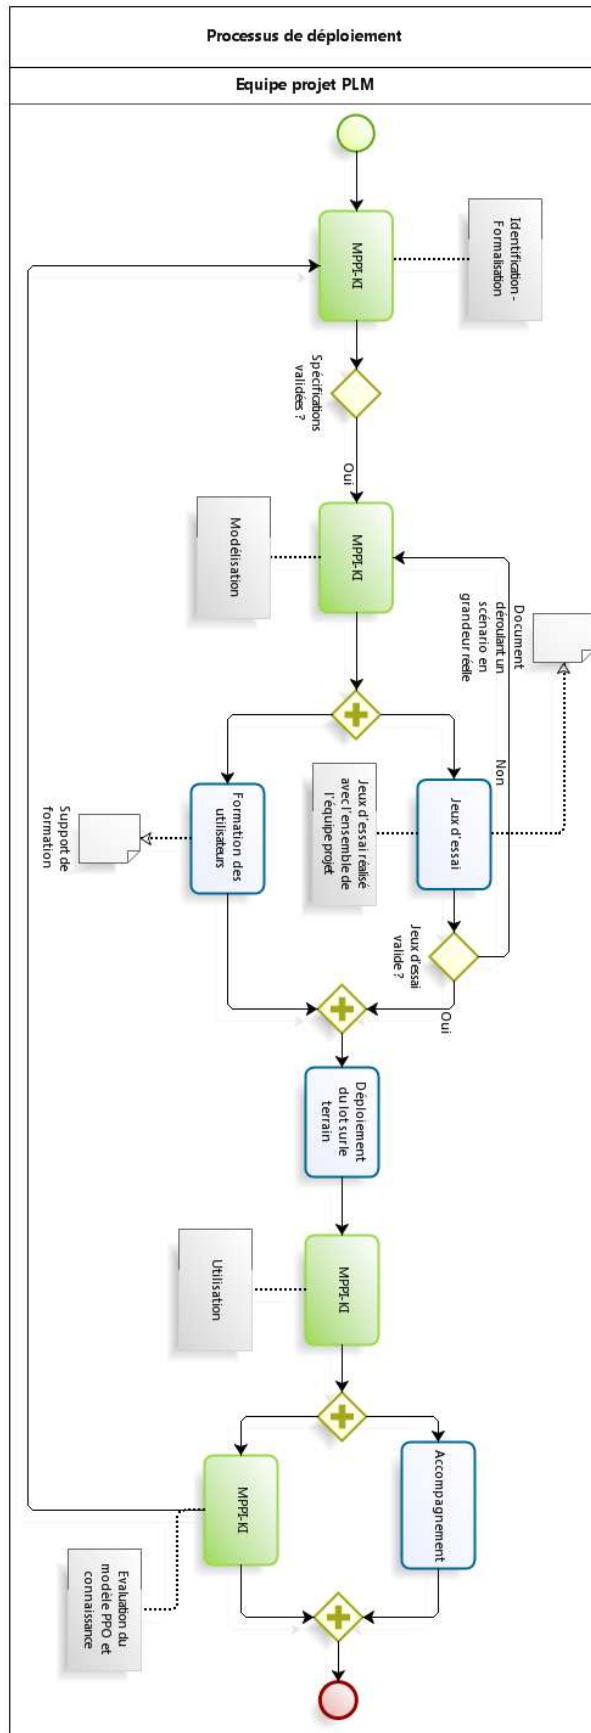 Processus de déploiement
Equipe projet PLM
MPPI-KI
Identification -
Formalisation
Spécifications
validées ?
Oui
MPPI-KI
Modélisation
Document
déroulant un
scénario en
grandeur réelle
Non
Jeux d'essai
Jeux d'essai réalisé
avec l'ensemble de
l'équipe projet
Formation des
utilisateurs
Support de
formation
Jeux d'essai
valide ?
Oui
Déploiement
du lot sur le
terrain
MPPI-KI
Utilisation
Accompagnement
MPPI-KI
Evaluation du
modèle PPO et
connaissance